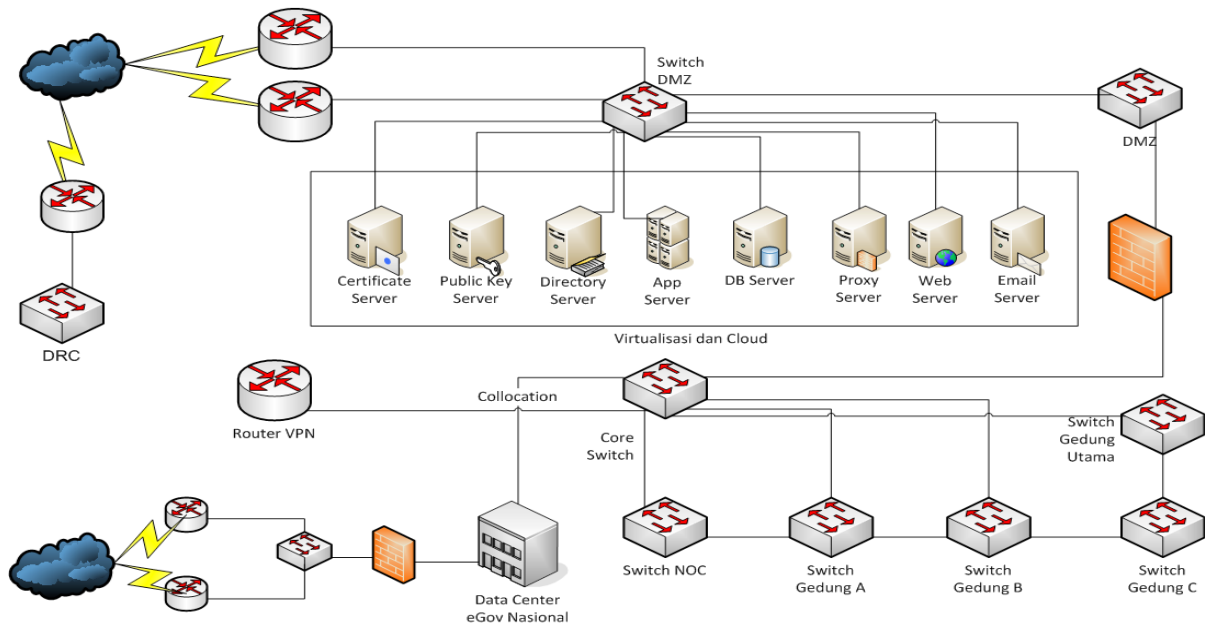 Switch
DMZ
DMZ
Certificate
Server
Public Key
Server
Directory
Server
App
Server
DB Server
Proxy
Server
Web
Server
Email
Server
Virtualisasi dan Cloud
DRC
Collocation
Router VPN
Core
Switch
Switch
Gedung
Utama
Switch NOC
Switch
Gedung A
Switch
Gedung B
Switch
Gedung C
Data Center
eGov Nasional